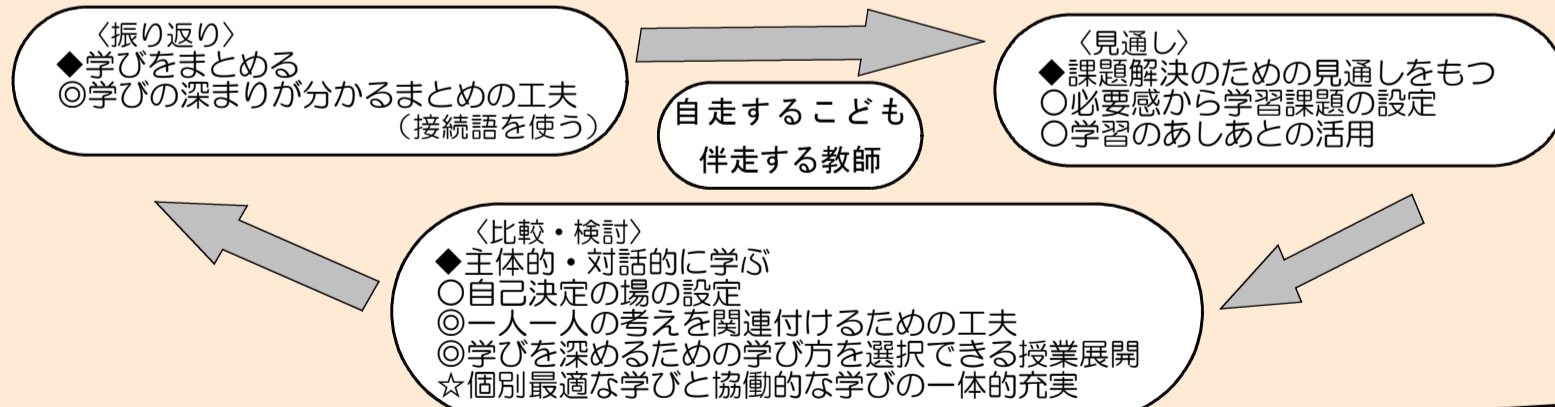 〈振り返り〉
◆学びをまとめる
◎学びの深まりが分かるまとめの工夫
（接続語を使う）
自走するこども
伴走する教師
〈見通し〉
◆課題解決のための見通しをもつ
○必要感から学習課題の設定
○学習のあしあとの活用
〈比較・検討〉
◆主体的・対話的に学ぶ
○自己決定の場の設定
◎一人一人の考えを関連付けるための工夫
◎学びを深めるための学び方を選択できる授業展開
☆個別最適な学びと協働的な学びの一体的充実